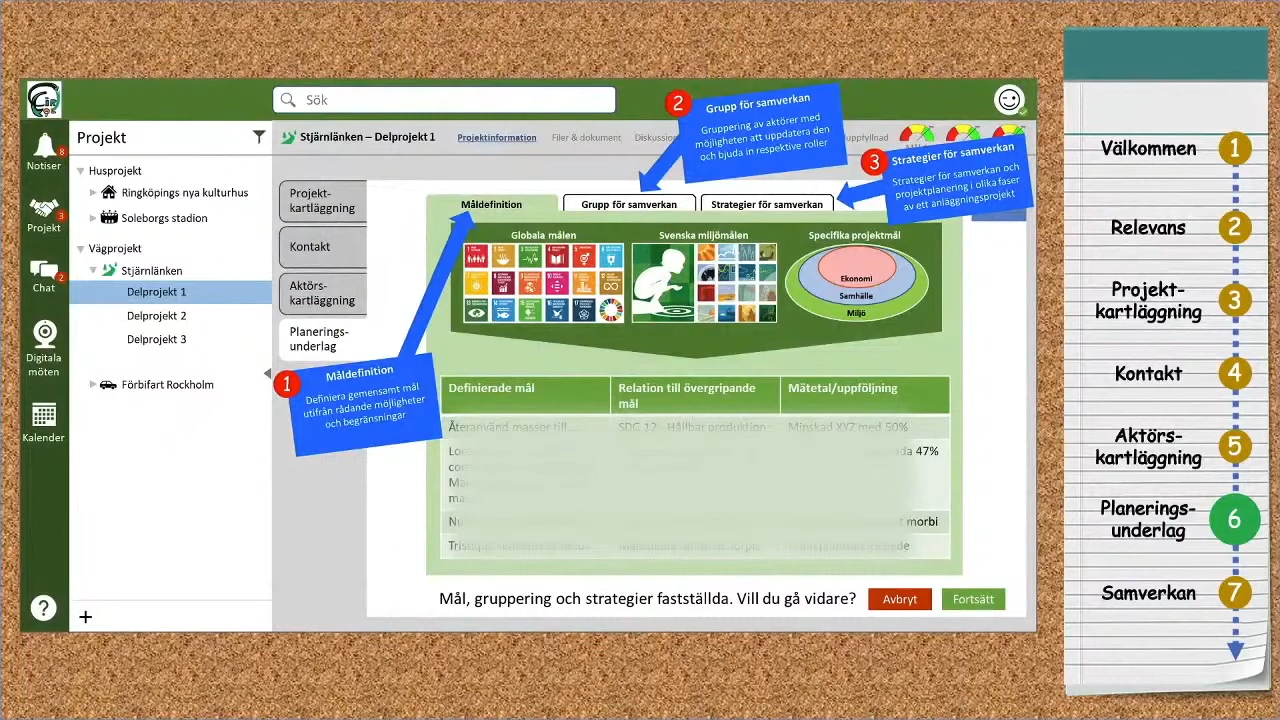 Sök
Notiser
8
Projekt
3
Chat
2
Digitala
möten
Kalender
?
Projekt
Husprojekt
Ringköpings nya kulturhus
Soleborgs stadion
Vägprojekt
Stjärnlänken
Delprojekt 1
Delprojekt 2
Delprojekt 3
Förbifart Rockholm
+
Stjärnlänken – Delprojekt 1
Projektinformation
Filer & dokument
2
Grupp för samverkan
Gruppering av aktörer med
möjligheten att uppdatera den
och bjuda in respektive roller
3
Strategier för samverkan
Strategier för samverkan och
projektplanering i olika faser
av ett anläggningsprojekt
Projekt-
kartläggning
Kontakt
Aktörs-
kartläggning
Planerings-
underlag
1
Måldefinition
Definiera gemensamt mål
utifrån rådande möjligheter
och begränsningar
Måldefinition
Grupp för samverkan
Strategier för samverkan
Globala målen
Svenska miljömålen
Specifika projektmål
Ekonomi
Samhälle
Miljö
Definierade mål
Relation till övergripande
mål
Mätetal/uppföljning
47%
morbi
Mål, gruppering och strategier fastställda. Vill du gå vidare?
Avbryt
Fortsätt
Välkommen 1
Relevans 2
Projekt-
kartläggning 3
Kontakt 4
Aktörs-
kartläggning 5
Planerings-
underlag 6
Samverkan 7